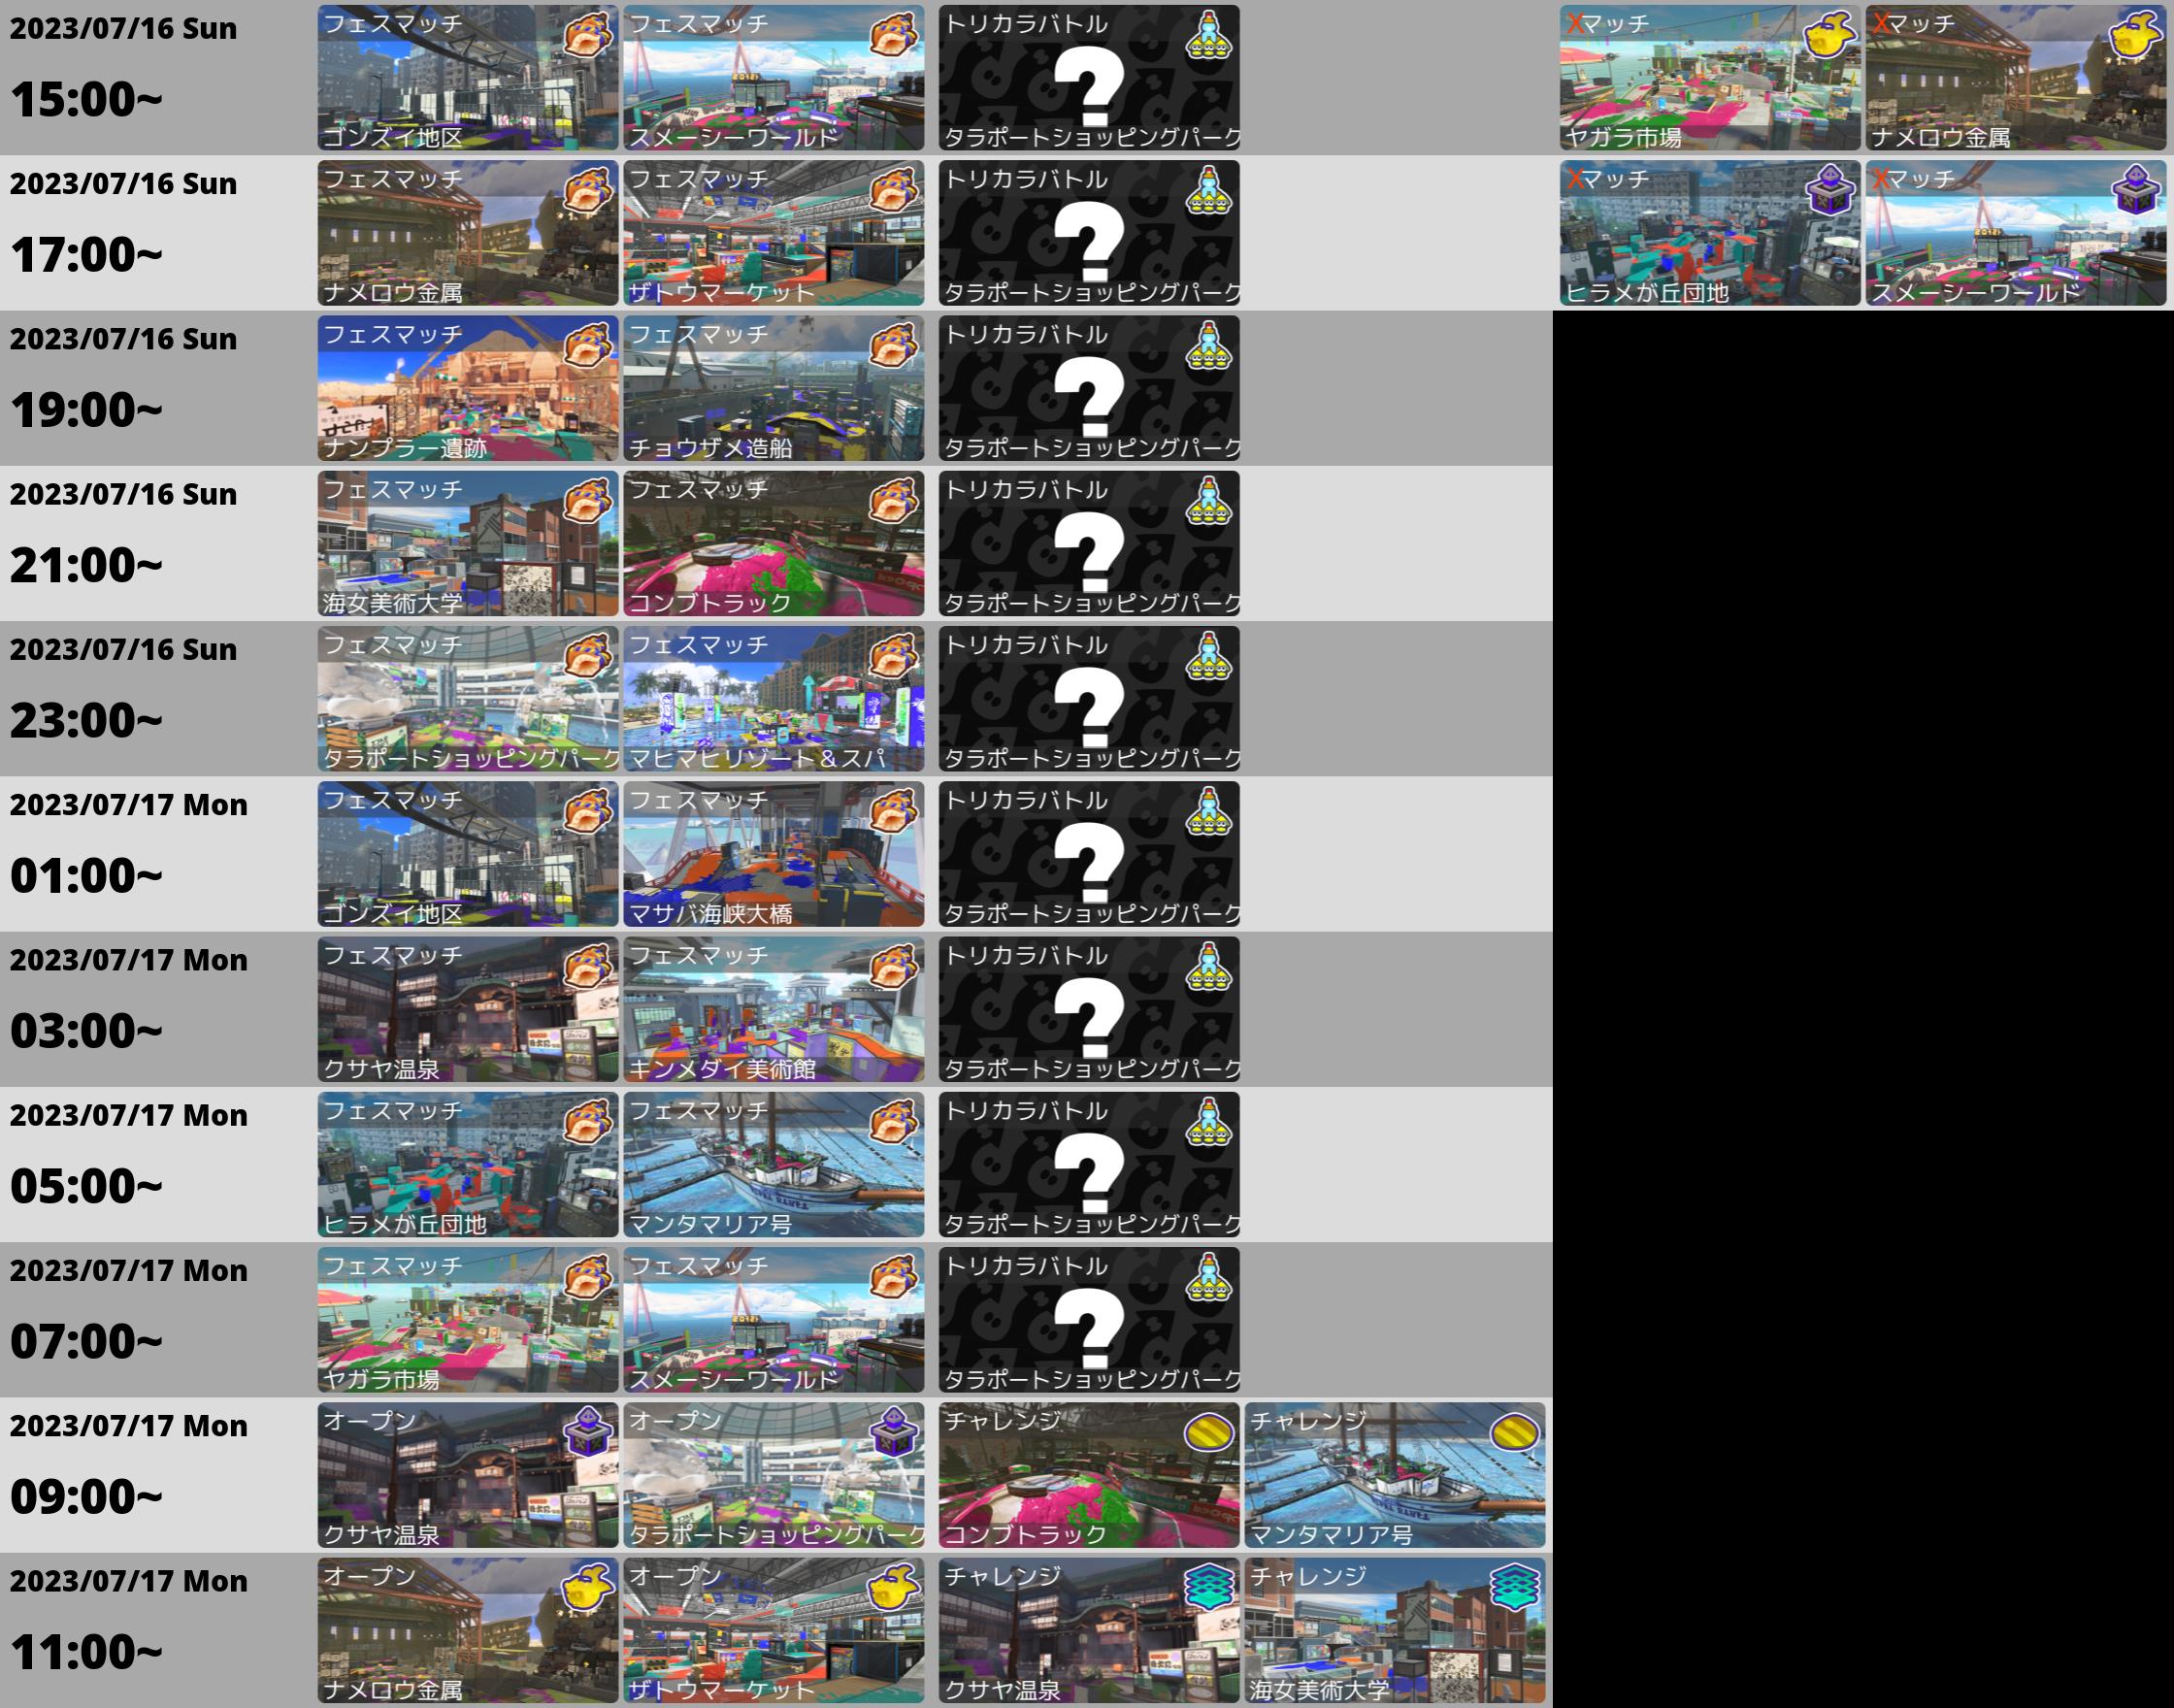 2023/07/16 Sun
15:00~
フェスマッチ
ゴンズイ地区
フェスマッチ
スメーシーワールド
トリカラバトル
?
タラポートショッピングパーク
Xマッチ
ヤガラ市場
Xマッチ
ナメロウ金属
2023/07/16 Sun
17:00~
フェスマッチ
ナメロウ金属
フェスマッチ
ザトウマーケット
トリカラバトル
?
タラポートショッピングパーク
Xマッチ
ヒラメが丘団地
Xマッチ
スメーシーワールド
2023/07/16 Sun
19:00~
フェスマッチ
ナンプラー遺跡
フェスマッチ
チョウザメ造船
トリカラバトル
?
タラポートショッピングパーク
2023/07/16 Sun
21:00~
フェスマッチ
海女美術大学
フェスマッチ
コンブトラック
トリカラバトル
?
タラポートショッピングパーク
2023/07/16 Sun
23:00~
フェスマッチ
タラポートショッピングパーク
フェスマッチ
マヒマヒリゾート&スパ
トリカラバトル
?
タラポートショッピングパーク
2023/07/17 Mon
01:00~
フェスマッチ
ゴンズイ地区
フェスマッチ
マサバ海峡大橋
トリカラバトル
?
タラポートショッピングパーク
2023/07/17 Mon
03:00~
フェスマッチ
クサヤ温泉
フェスマッチ
キンメダイ美術館
トリカラバトル
?
タラポートショッピングパーク
2023/07/17 Mon
05:00~
フェスマッチ
ヒラメが丘団地
フェスマッチ
マンタマリア号
トリカラバトル
?
タラポートショッピングパーク
2023/07/17 Mon
07:00~
フェスマッチ
ヤガラ市場
フェスマッチ
スメーシーワールド
トリカラバトル
?
タラポートショッピングパーク
2023/07/17 Mon
09:00~
オープン
クサヤ温泉
オープン
タラポートショッピングパーク
チャレンジ
コンブトラック
チャレンジ
マンタマリア号
2023/07/17 Mon
11:00~
オープン
ナメロウ金属
オープン
ザトウマーケット
チャレンジ
クサヤ温泉
チャレンジ
海女美術大学